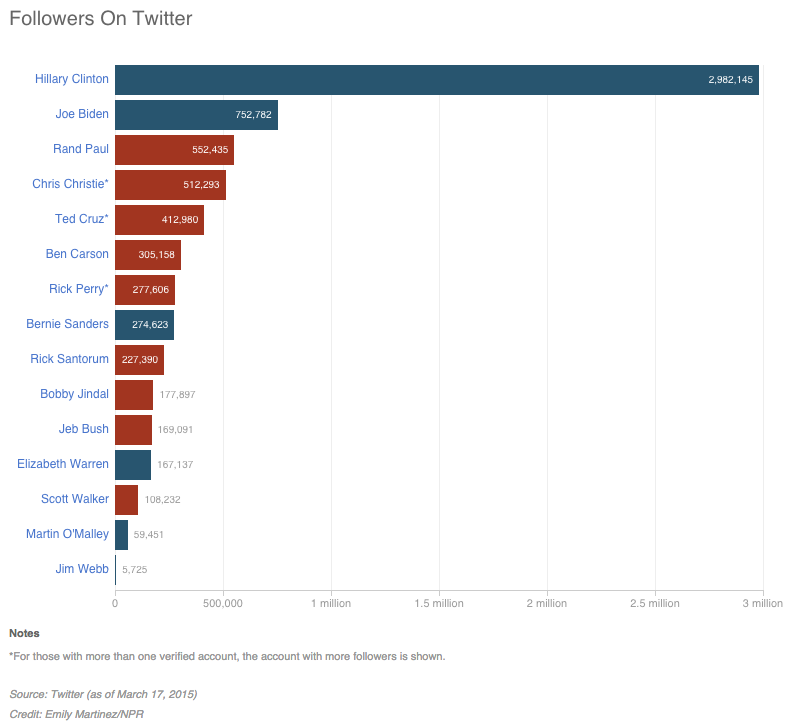 Followers On Twitter
Hillary Clinton 2,982,145
Joe Biden 752,782
Rand Paul 552,435
Chris Christie* 512,293
Ted Cruz* 412,980
Ben Carson 305,158
Rick Perry* 277,606
Bernie Sanders 274,623
Rick Santorum 227,390
Bobby Jindal 177,897
Jeb Bush 169,091
Elizabeth Warren 167,137
Scott Walker 108,232
Martin O'Malley 59,451
Jim Webb 5,725
0 500,000 1 million 1.5 million 2 million 2.5 million 3 million
Notes
*For those with more than one verified account, the account with more followers is shown.
Source: Twitter (as of March 17, 2015)
Credit: Emily Martinez/NPR